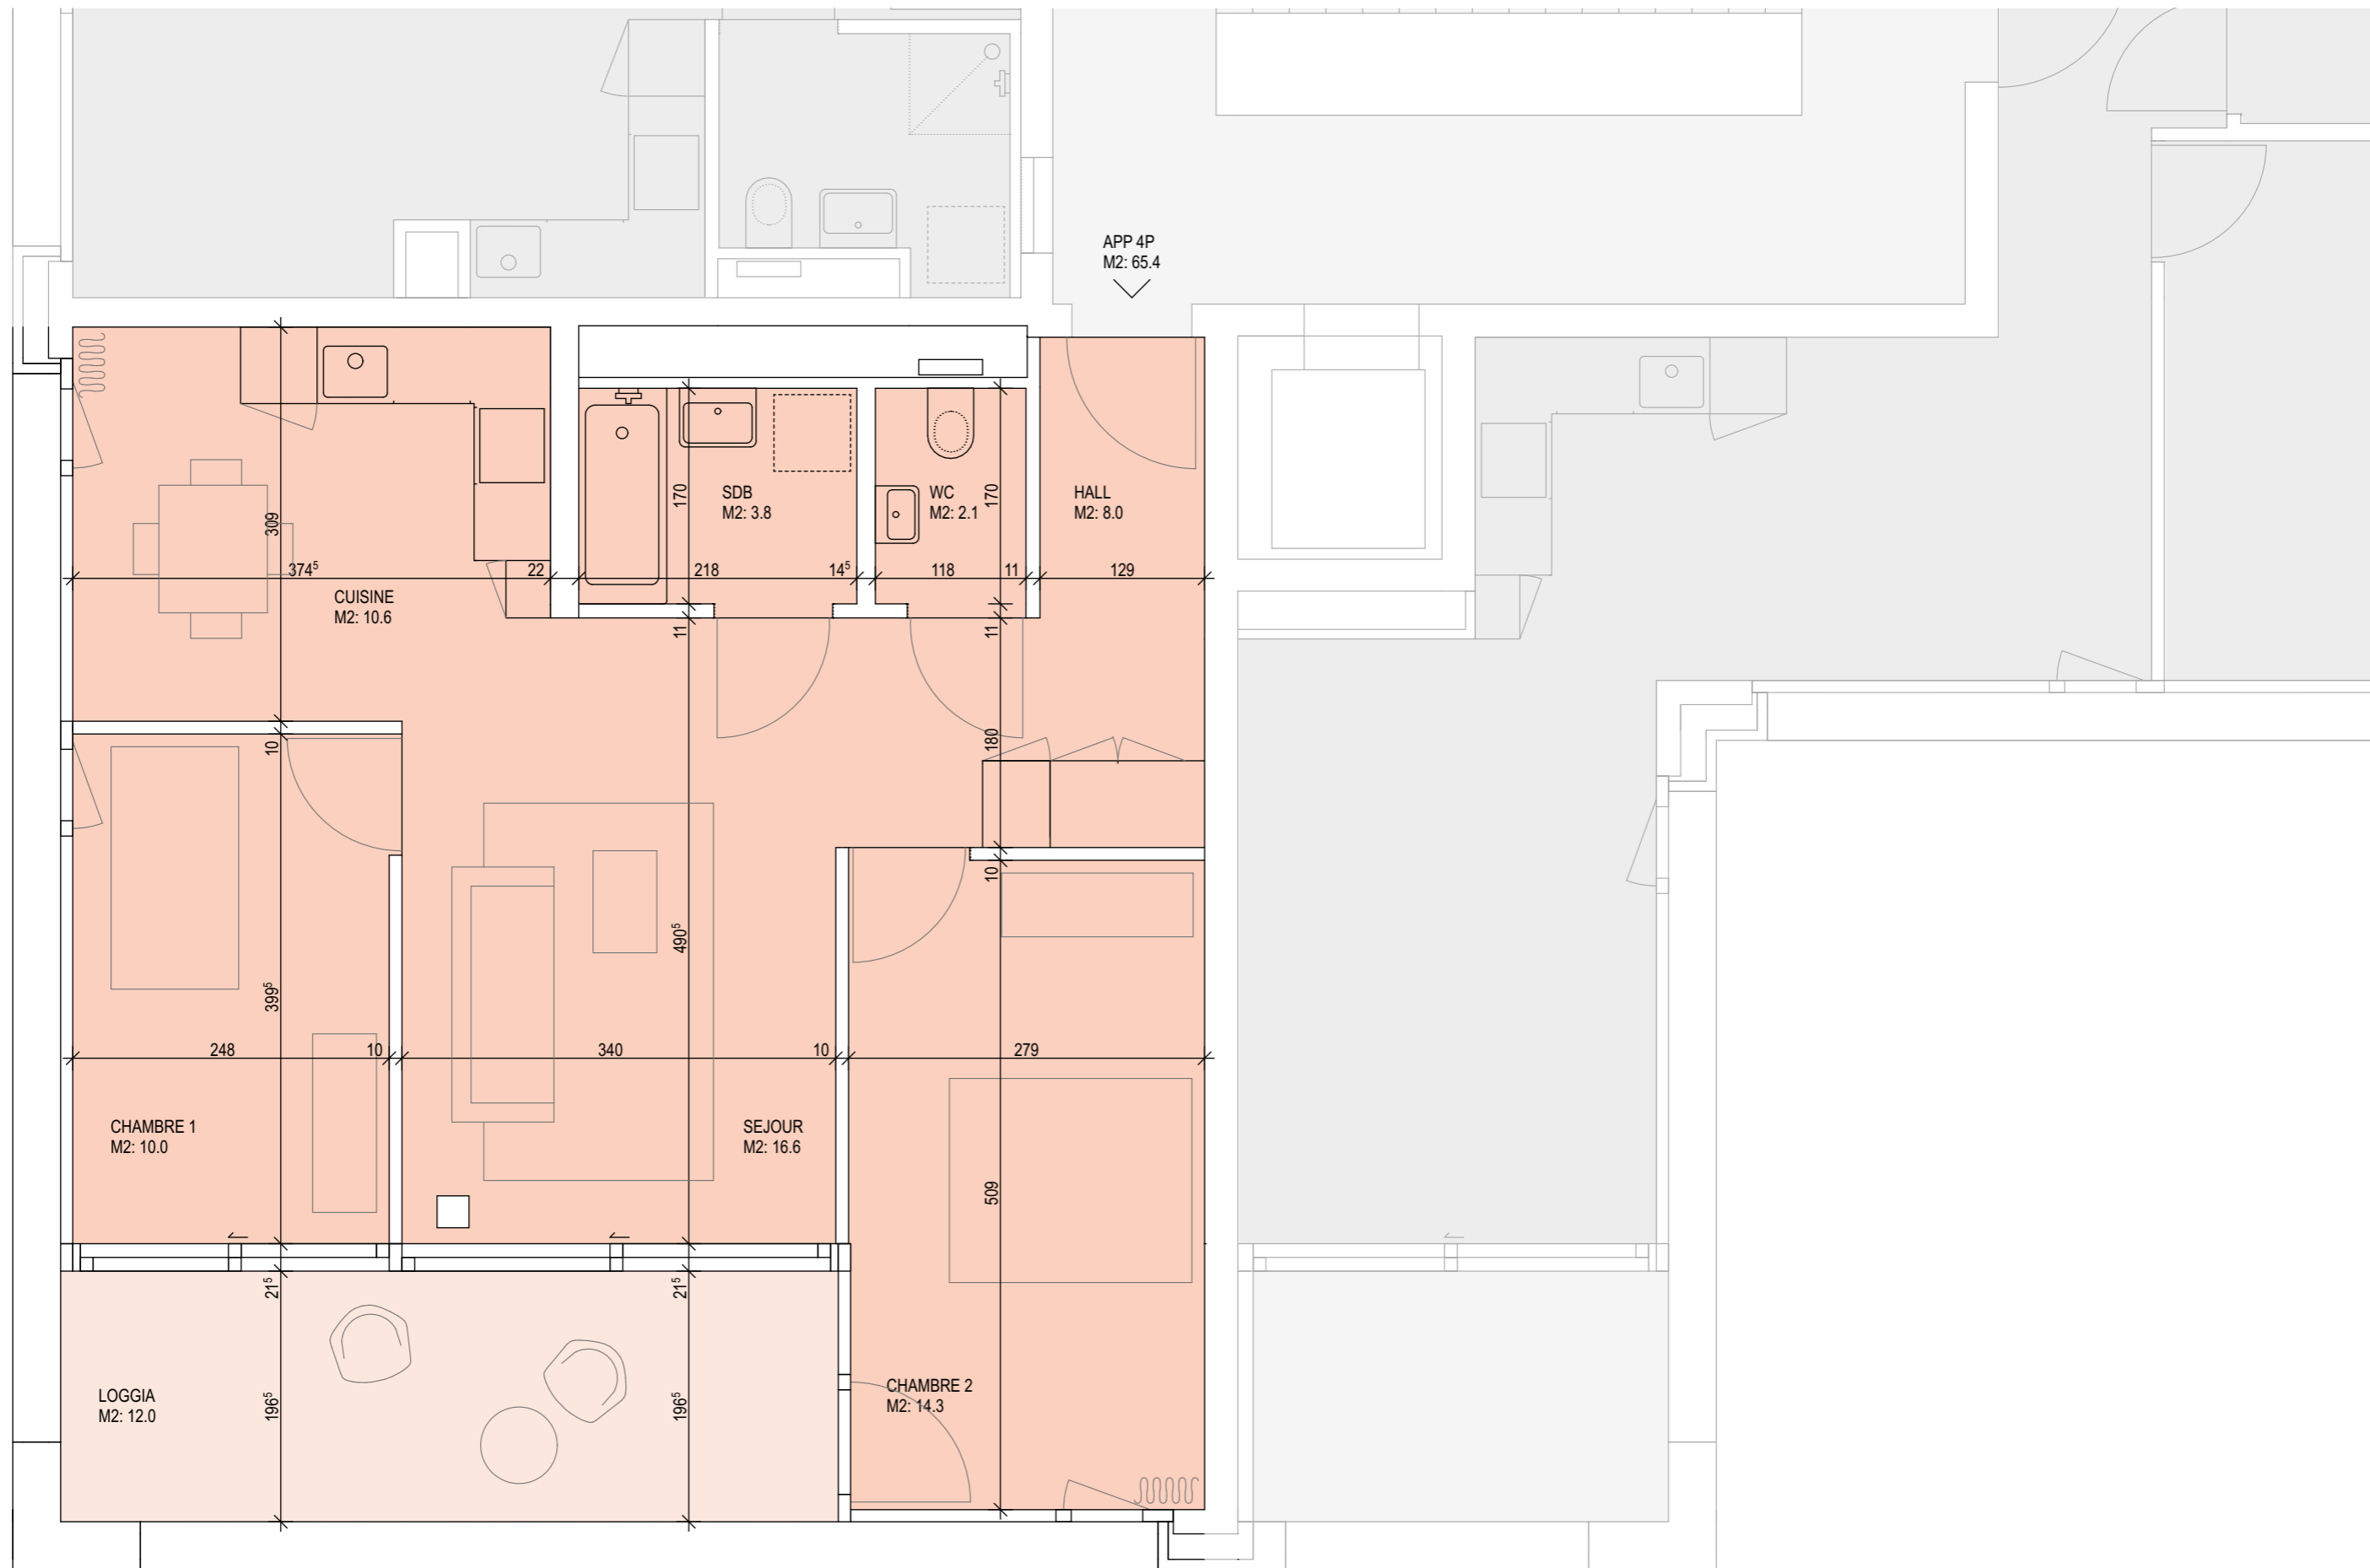 APP 4P
M2: 65.4
SDB
M2: 3.8
WC
M2: 2.1
HALL
M2: 8.0
170
170
309
374⁵
22
218
14⁵
118
11
129
CUISINE
M2: 10.6
11
11
10
180
10
399⁵
490⁵
248
10
340
10
279
CHAMBRE 1
M2: 10.0
SEJOUR
M2: 16.6
509
21⁵
21⁵
LOGGIA
M2: 12.0
196⁵
196⁵
CHAMBRE 2
M2: 14.3